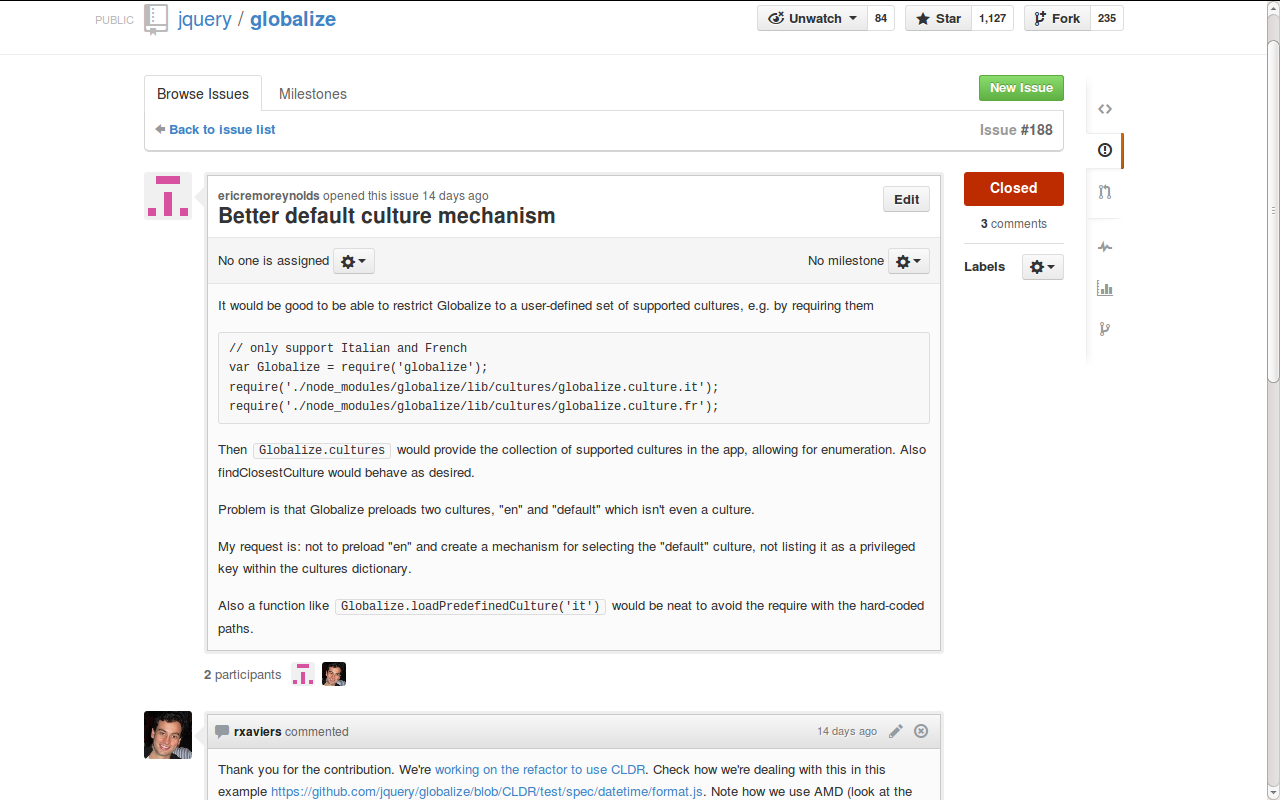 PUBLIC jquery / globalize Unwatch 84 Star 1,127 Fork 235
Browse Issues Milestones New Issue
Back to issue list Issue #188
ericremoreynolds opened this issue 14 days ago
Better default culture mechanism
Edit
Closed
3 comments
No one is assigned No milestone
Labels
It would be good to be able to restrict Globalize to a user-defined set of supported cultures, e.g. by requiring them
// only support Italian and French
var Globalize = require('globalize');
require('./node_modules/globalize/lib/cultures/globalize.culture.it');
require('./node_modules/globalize/lib/cultures/globalize.culture.fr');
Then Globalize.cultures would provide the collection of supported cultures in the app, allowing for enumeration. Also
findClosestCulture would behave as desired.
Problem is that Globalize preloads two cultures, "en" and "default" which isn't even a culture.
My request is: not to preload "en" and create a mechanism for selecting the "default" culture, not listing it as a privileged
key within the cultures dictionary.
Also a function like Globalize.loadPredefinedCulture('it') would be neat to avoid the require with the hard-coded
paths.
2 participants
rxaviers commented 14 days ago
Thank you for the contribution. We're working on the refactor to use CLDR. Check how we're dealing with this in this
example https://github.com/jquery/globalize/blob/CLDR/test/spec/datetime/format.js. Note how we use AMD (look at the